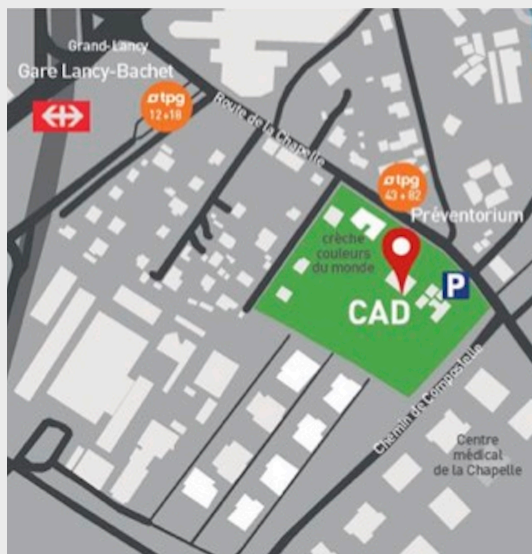 Grand-Lancy
Gare Lancy-Bachet
tpg
12+18
Route de la Chapelle
tpg
43+82
Préventorium
crèche
couleurs
du monde
P
CAD
Chemin de Compostelle
Centre
médical
de la Chapelle